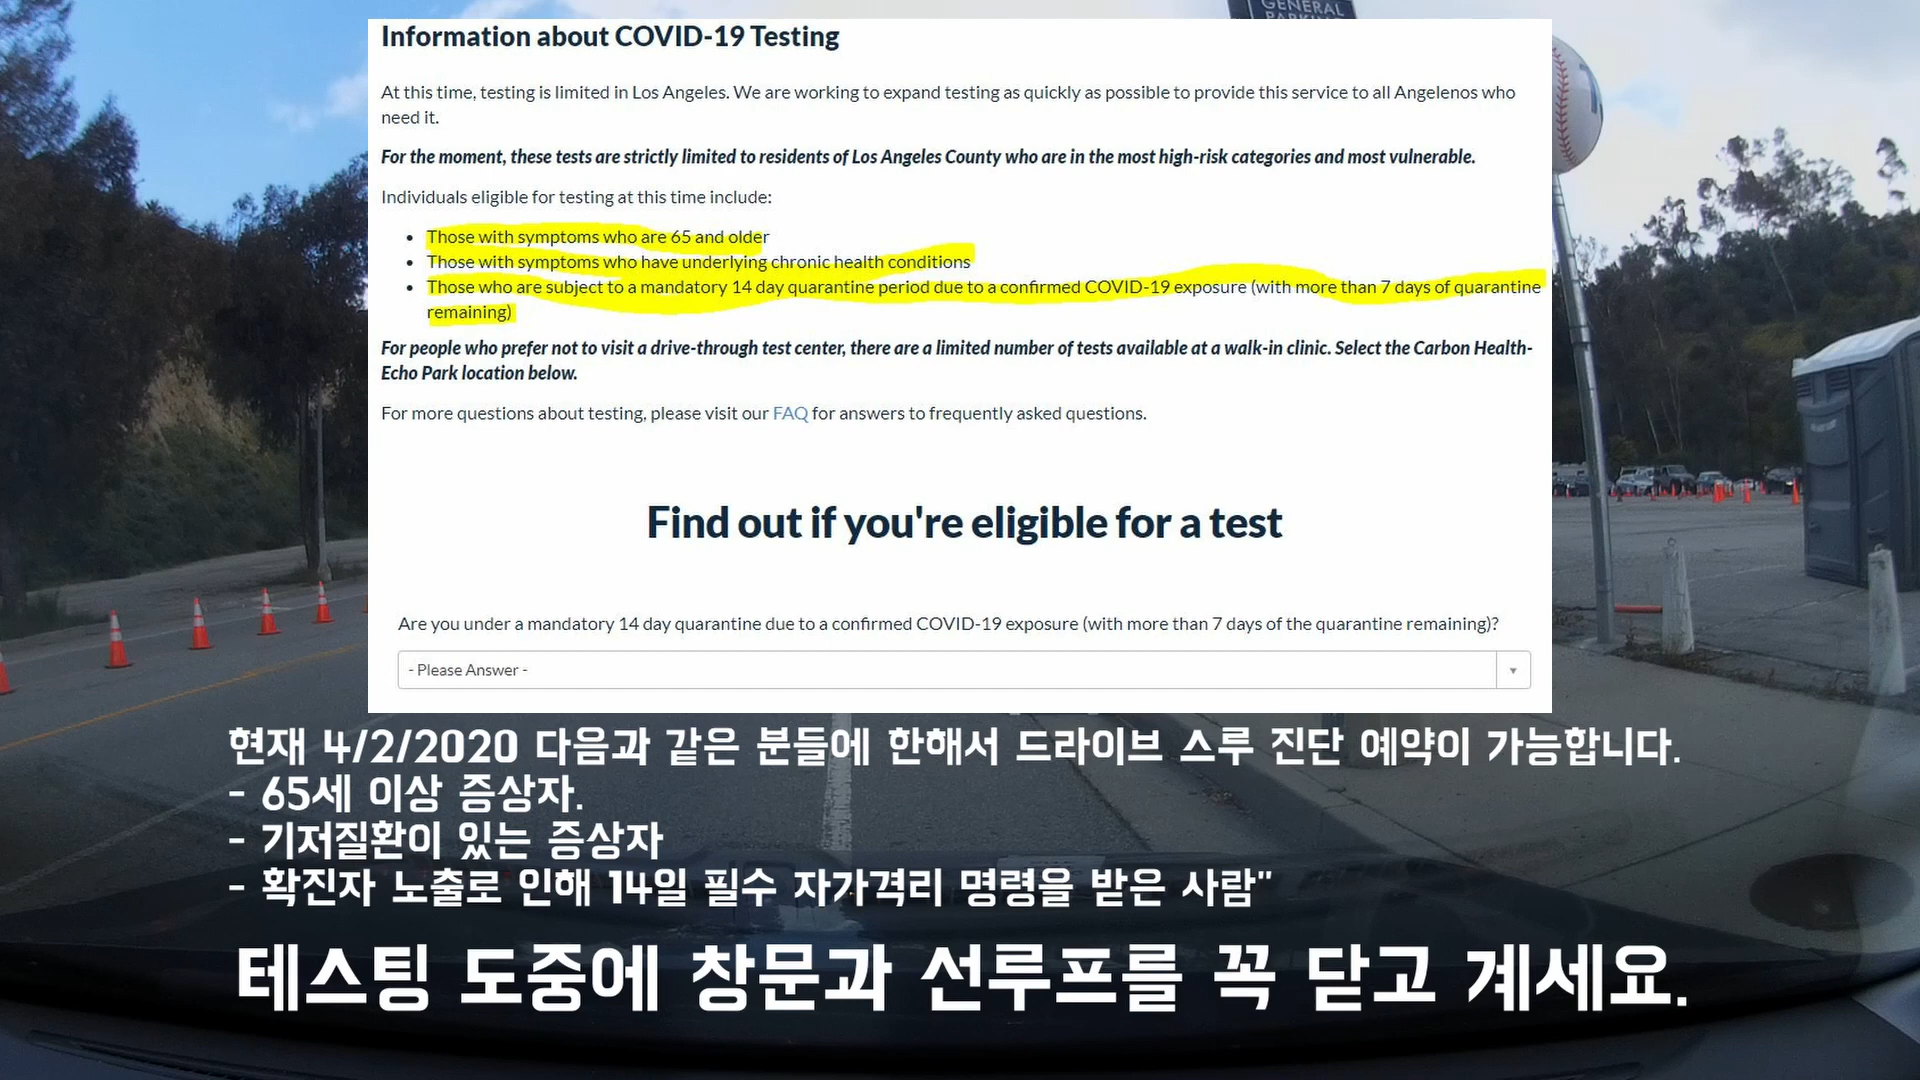 GENERAL
PARKING
Information about COVID-19 Testing
At this time, testing is limited in Los Angeles. We are working to expand testing as quickly as possible to provide this service to all Angelenos who
need it.
For the moment, these tests are strictly limited to residents of Los Angeles County who are in the most high-risk categories and most vulnerable.
Individuals eligible for testing at this time include:
• Those with symptoms who are 65 and older
• Those with symptoms who have underlying chronic health conditions
• Those who are subject to a mandatory 14 day quarantine period due to a confirmed COVID-19 exposure (with more than 7 days of quarantine
remaining)
For people who prefer not to visit a drive-through test center, there are a limited number of tests available at a walk-in clinic. Select the Carbon Health-
Echo Park location below.
For more questions about testing, please visit our FAQ for answers to frequently asked questions.
Find out if you're eligible for a test
Are you under a mandatory 14 day quarantine due to a confirmed COVID-19 exposure (with more than 7 days of the quarantine remaining)?
- Please Answer -
현재 4/2/2020 다음과 같은 분들에 한해서 드라이브 스루 진단 예약이 가능합니다.
- 65세 이상 증상자.
- 기저질환이 있는 증상자
- 확진자 노출로 인해 14일 필수 자가격리 명령을 받은 사람"
테스팅 도중에 창문과 선루프를 꼭 닫고 계세요.